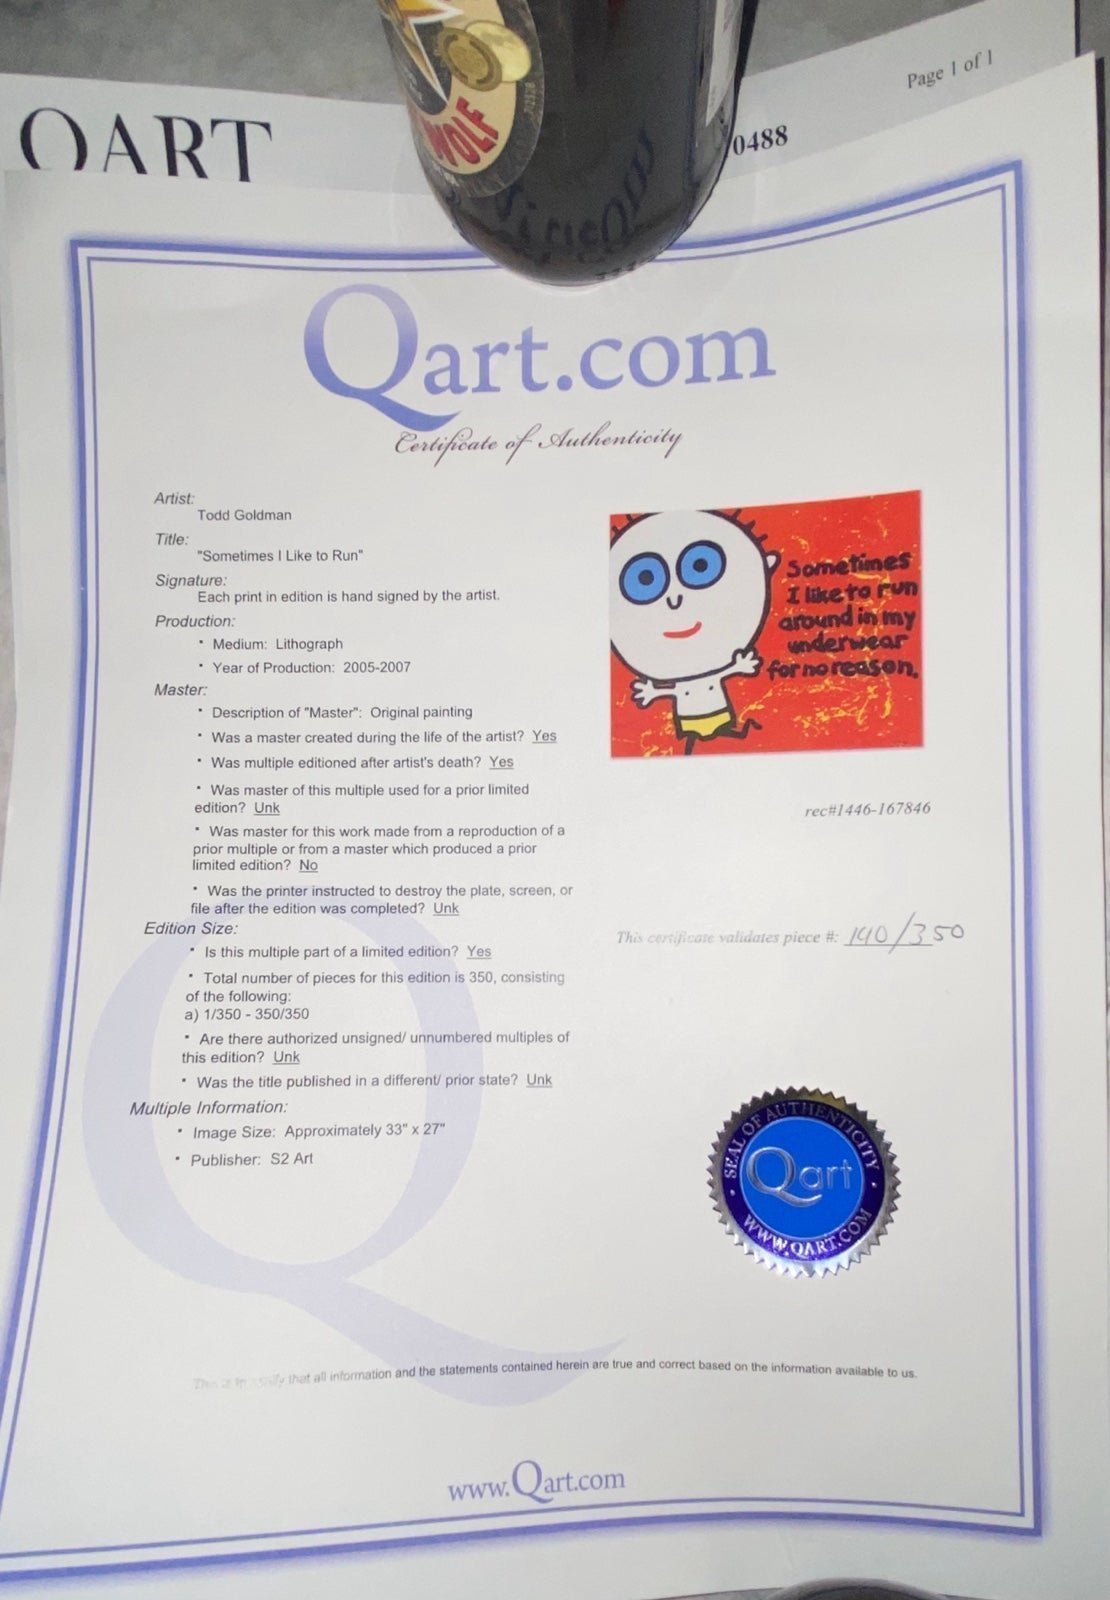 Page 1 of 1
QART
0488
WOLF
Qart.com
Certificate of Authenticity
Artist:
Todd Goldman
Title:
"Sometimes I Like to Run"
Signature:
Each print in edition is hand signed by the artist.
Production:
· Medium: Lithograph
· Year of Production: 2005-2007
Master:
· Description of "Master": Original painting
· Was a master created during the life of the artist? Yes
· Was multiple editioned after artist's death? Yes
· Was master of this multiple used for a prior limited
edition? Unk
· Was master for this work made from a reproduction of a
prior multiple or from a master which produced a prior
limited edition? No
· Was the printer instructed to destroy the plate, screen, or
file after the edition was completed? Unk
Edition Size:
· Is this multiple part of a limited edition? Yes
· Total number of pieces for this edition is 350, consisting
of the following:
a) 1/350 - 350/350
· Are there authorized unsigned/ unnumbered multiples of
this edition? Unk
· Was the title published in a different/ prior state? Unk
Multiple Information:
· Image Size: Approximately 33" x 27"
· Publisher: S2 Art
Sometimes
I like to run
around in my
underwear
for no reason.
rec#1446-167846
This certificate validates piece #: 140/350
SEAL OF AUTHENTICITY
Qart
WWW.QART.COM
This is to certify that all information and the statements contained herein are true and correct based on the information available to us.
www.Qart.com